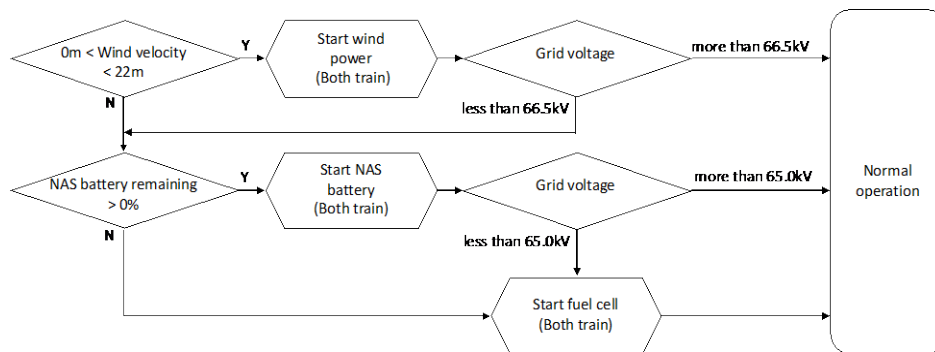 0m < Wind velocity
< 22m
Y
Start wind
power
(Both train)
Grid voltage
more than 66.5kV
N
less than 66.5kV
NAS battery remaining
> 0%
Y
Start NAS
battery
(Both train)
Grid voltage
more than 65.0kV
Normal
operation
N
less than 65.0kV
Start fuel cell
(Both train)